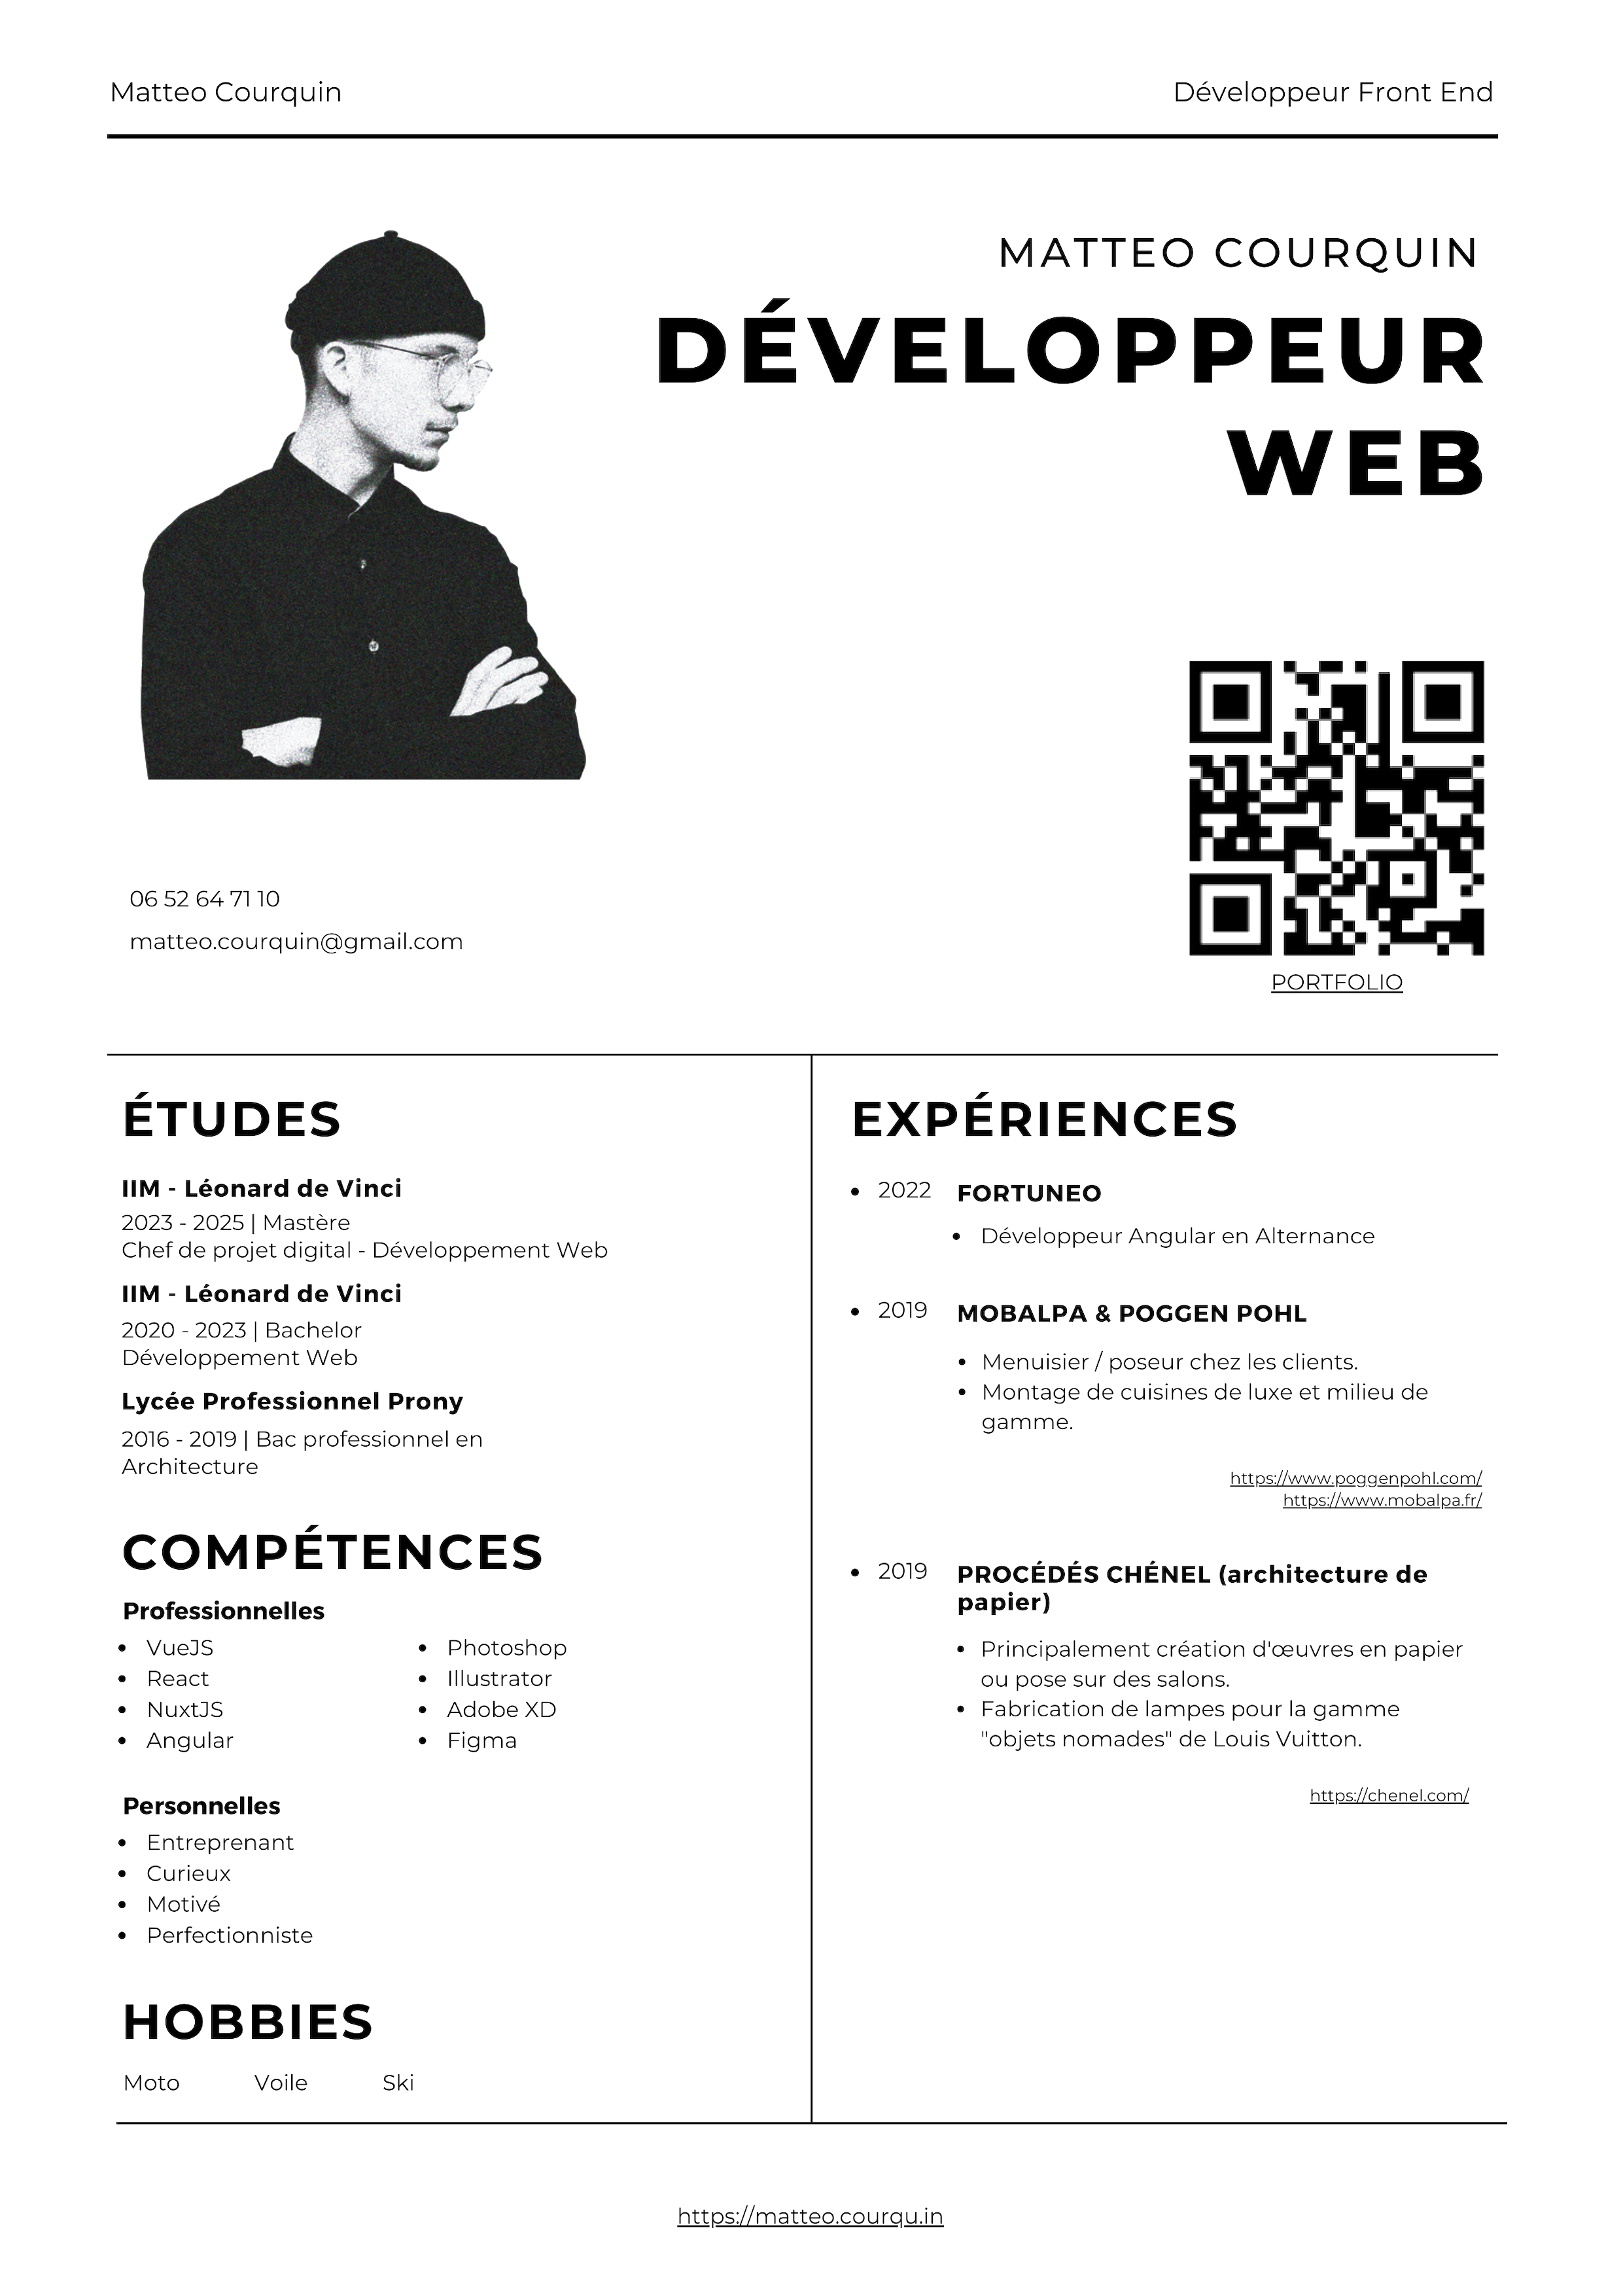 Matteo Courquin
Développeur Front End
MATTEO COURQUIN
DÉVELOPPEUR
WEB
06 52 64 71 10
matteo.courquin@gmail.com
PORTFOLIO
ÉTUDES
IIM - Léonard de Vinci
2023 - 2025 | Mastère
Chef de projet digital - Développement Web
IIM - Léonard de Vinci
2020 - 2023 | Bachelor
Développement Web
Lycée Professionnel Prony
2016 - 2019 | Bac professionnel en
Architecture
COMPÉTENCES
Professionnelles
• VueJS
• React
• NuxtJS
• Angular
• Photoshop
• Illustrator
• Adobe XD
• Figma
Personnelles
• Entreprenant
• Curieux
• Motivé
• Perfectionniste
HOBBIES
Moto Voile Ski
EXPÉRIENCES
• 2022 FORTUNEO
• Développeur Angular en Alternance
• 2019 MOBALPA & POGGEN POHL
• Menuisier / poseur chez les clients.
• Montage de cuisines de luxe et milieu de
gamme.
https://www.poggenpohl.com/
https://www.mobalpa.fr/
• 2019 PROCÉDÉS CHÉNEL (architecture de
papier)
• Principalement création d'œuvres en papier
ou pose sur des salons.
• Fabrication de lampes pour la gamme
"objets nomades" de Louis Vuitton.
https://chenel.com/
https://matteo.courqu.in